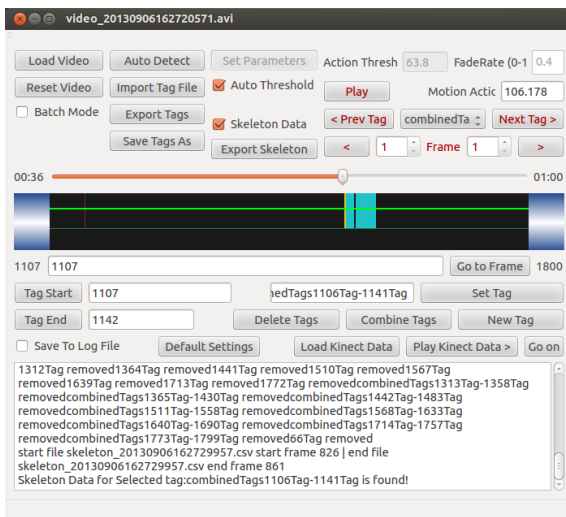 video_20130906162720571.avi
Load Video Auto Detect Set Parameters Action Thresh 63.8 FadeRate (0-1 0.4
Reset Video Import Tag File Auto Threshold Play Motion Actic 106.178
Batch Mode Export Tags Skeleton Data < Prev Tag combinedTa Next Tag >
Save Tags As Export Skeleton < 1 Frame 1 >
00:36 01:00
1107 1107 Go to Frame 1800
Tag Start 1107 nedTags1106Tag-1141Tag Set Tag
Tag End 1142 Delete Tags Combine Tags New Tag
Save To Log File Default Settings Load Kinect Data Play Kinect Data > Go on
1312Tag removed1364Tag removed1441Tag removed1510Tag removed1567Tag
removed1639Tag removed1713Tag removed1772Tag removedcombinedTags1313Tag-1358Tag
removedcombinedTags1365Tag-1430Tag removedcombinedTags1442Tag-1483Tag
removedcombinedTags1511Tag-1558Tag removedcombinedTags1568Tag-1633Tag
removedcombinedTags1640Tag-1690Tag removedcombinedTags1714Tag-1757Tag
removedcombinedTags1773Tag-1799Tag removed66Tag removed
start file skeleton_20130906162729957.csv start frame 826 | end file
skeleton_20130906162729957.csv end frame 861
Skeleton Data for Selected tag:combinedTags1106Tag-1141Tag is found!